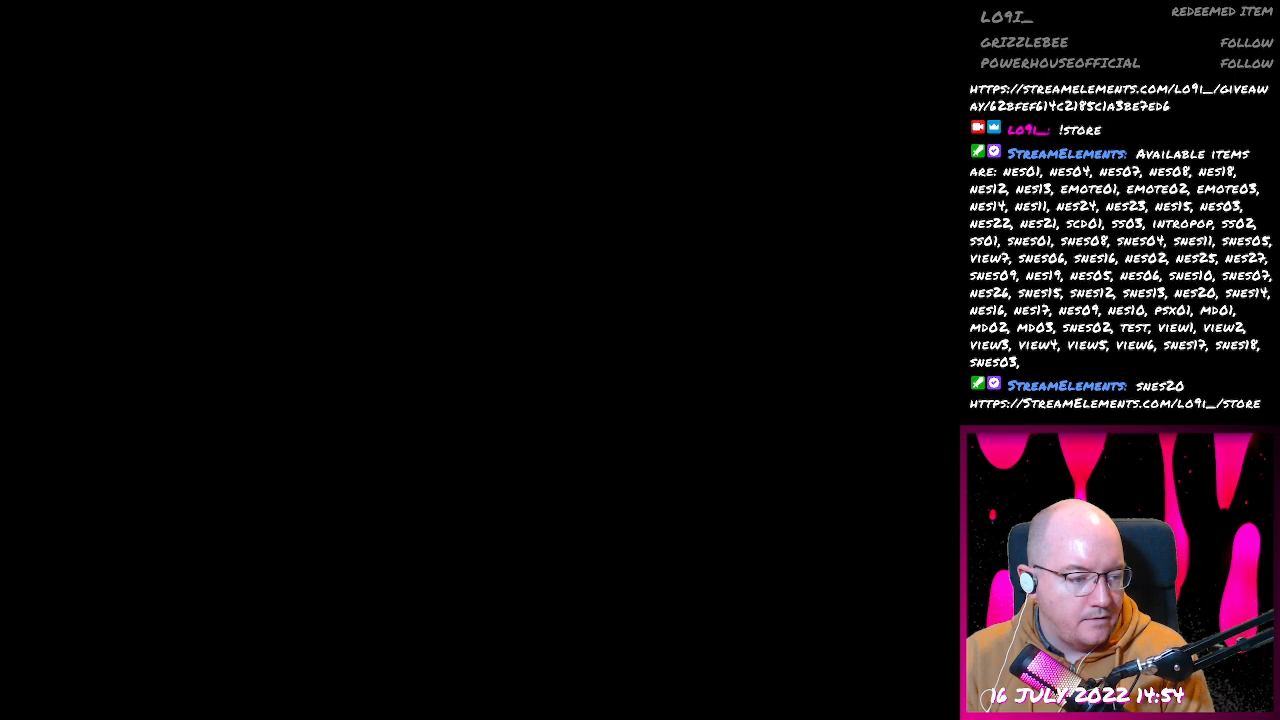 LO9I_ REDEEMED ITEM
GRIZZLEBEE FOLLOW
POWERHOUSEOFFICIAL FOLLOW
HTTPS://STREAMELEMENTS.COM/LO9I_/GIVEAW
AY/62BFEF614C2185C1A3BE7ED6
LO9I_: !STORE
STREAMELEMENTS: AVAILABLE ITEMS
ARE: NES01, NES04, NES07, NES08, NES18,
NES12, NES13, EMOTE01, EMOTE02, EMOTE03,
NES14, NES11, NES24, NES23, NES15, NES03,
NES22, NES21, SCD01, SS03, INTROPOP, SS02,
SS01, SNES01, SNES08, SNES04, SNES11, SNES05,
VIEW7, SNES06, SNES16, NES02, NES25, NES27,
SNES09, NES19, NES05, NES06, SNES10, SNES07,
NES26, SNES15, SNES12, SNES13, NES20, SNES14,
NES16, NES17, NES09, NES10, PSX01, MD01,
MD02, MD03, SNES02, TEST, VIEW1, VIEW2,
VIEW3, VIEW4, VIEW5, VIEW6, SNES17, SNES18,
SNES03,
STREAMELEMENTS: SNES20
HTTPS://STREAMELEMENTS.COM/LO9I_/STORE
16 JULY 2022 14:54